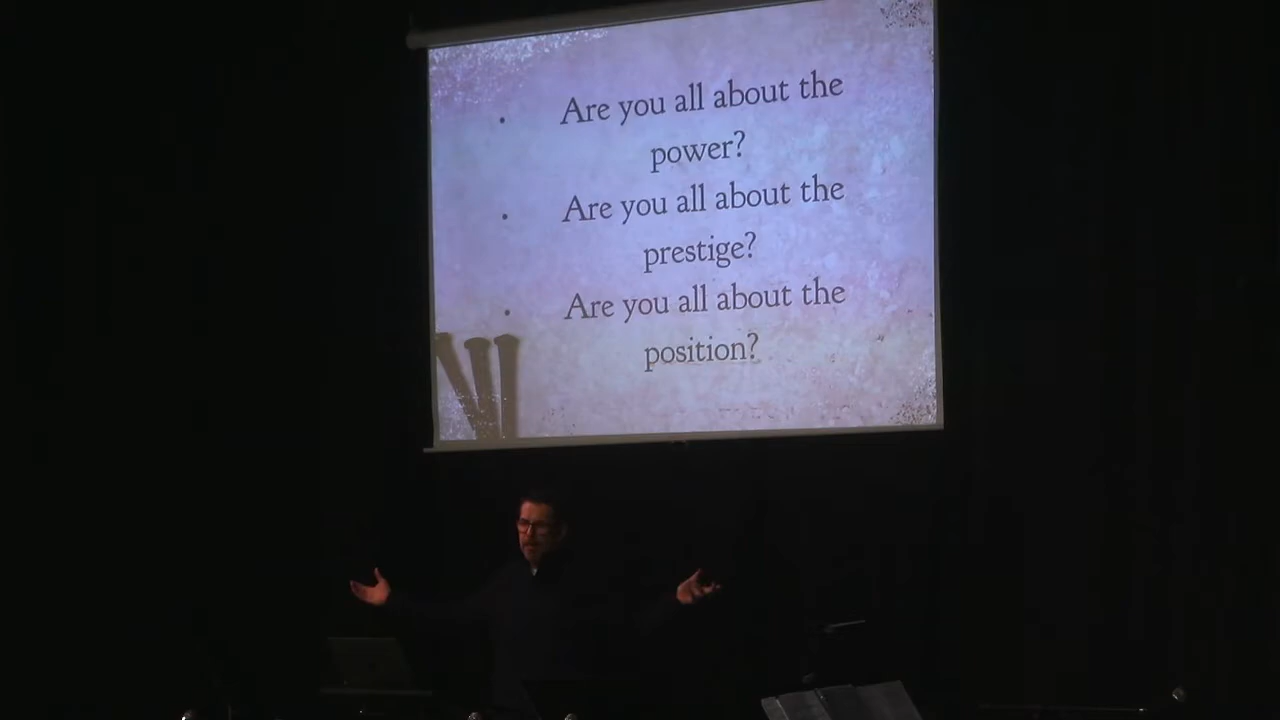 • Are you all about the
power?
• Are you all about the
prestige?
• Are you all about the
position?